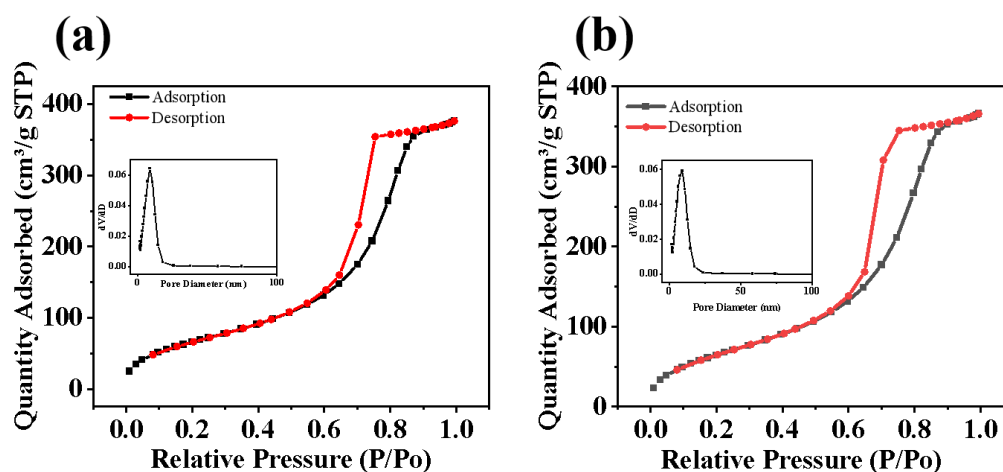 (a)
Quantity Adsorbed (cm³/g STP)
400
300
200
100
0
Adsorption
Desorption
dV/dD
0.06
0.04
0.02
0.00
0
100
Pore Diameter (nm)
0.0 0.2 0.4 0.6 0.8 1.0
Relative Pressure (P/Po)
(b)
Quantity Adsorbed (cm³/g STP)
400
300
200
100
0
Adsorption
Desorption
dV/dD
0.06
0.04
0.02
0.00
0 50 100
Pore Diameter (nm)
0.0 0.2 0.4 0.6 0.8 1.0
Relative Pressure (P/Po)